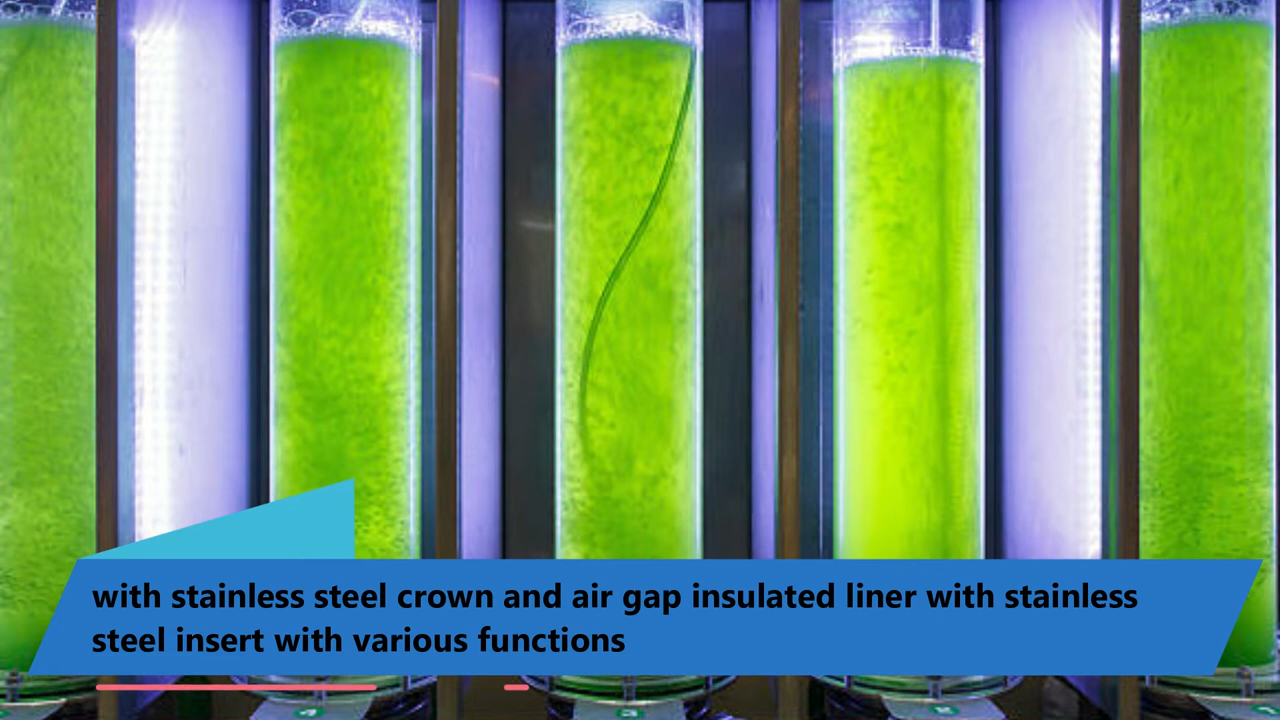 with stainless steel crown and air gap insulated liner with stainless
steel insert with various functions